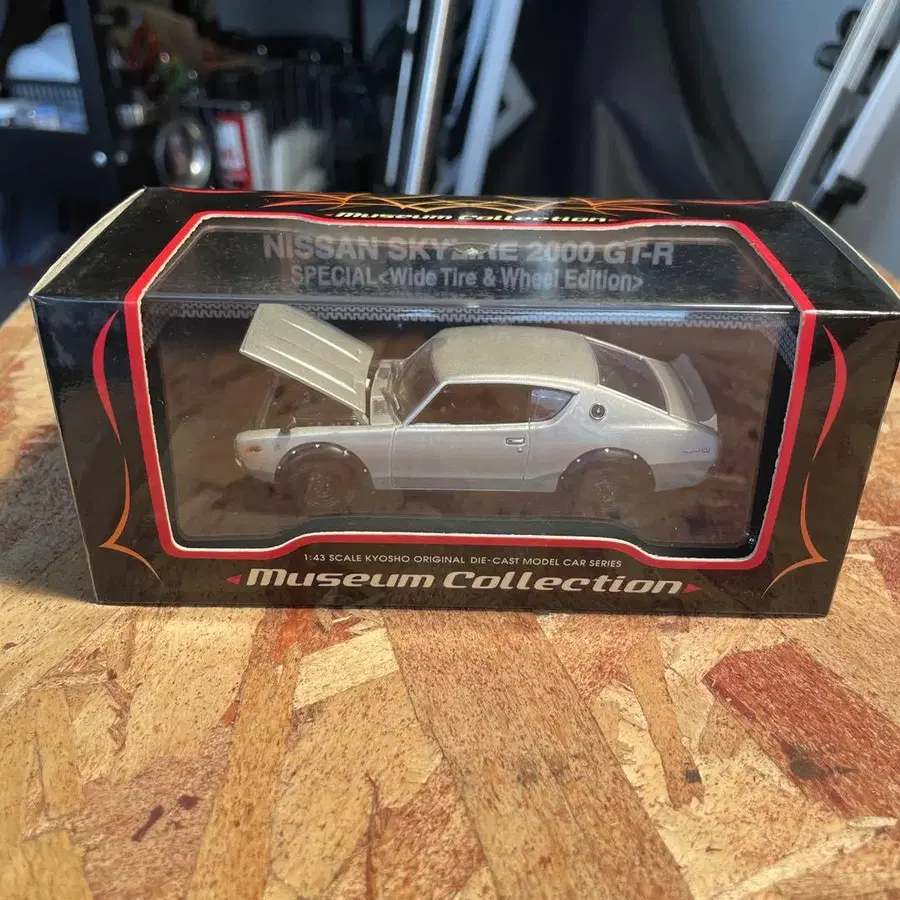 Museum Collection
NISSAN SKYLINE 2000 GT-R
SPECIAL<Wide Tire & Wheel Edition>
1:43 SCALE KYOSHO ORIGINAL DIE-CAST MODEL CAR SERIES
Museum Collection